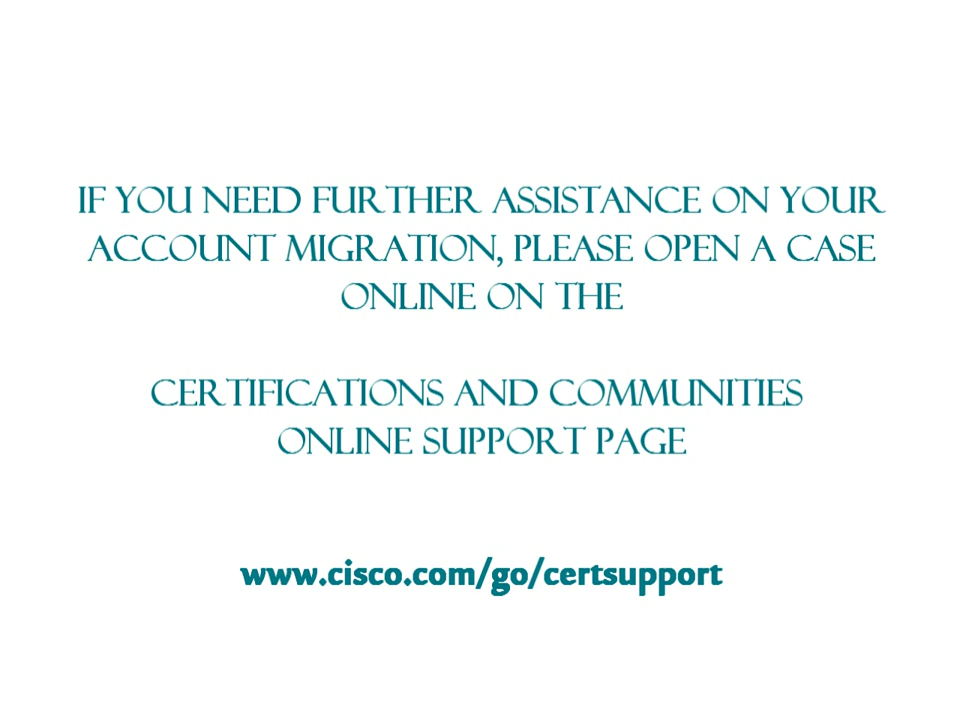 IF YOU NEED FURTHER ASSISTANCE ON YOUR
ACCOUNT MIGRATION, PLEASE OPEN A CASE
ONLINE ON THE
CERTIFICATIONS AND COMMUNITIES
ONLINE SUPPORT PAGE
www.cisco.com/go/certsupport